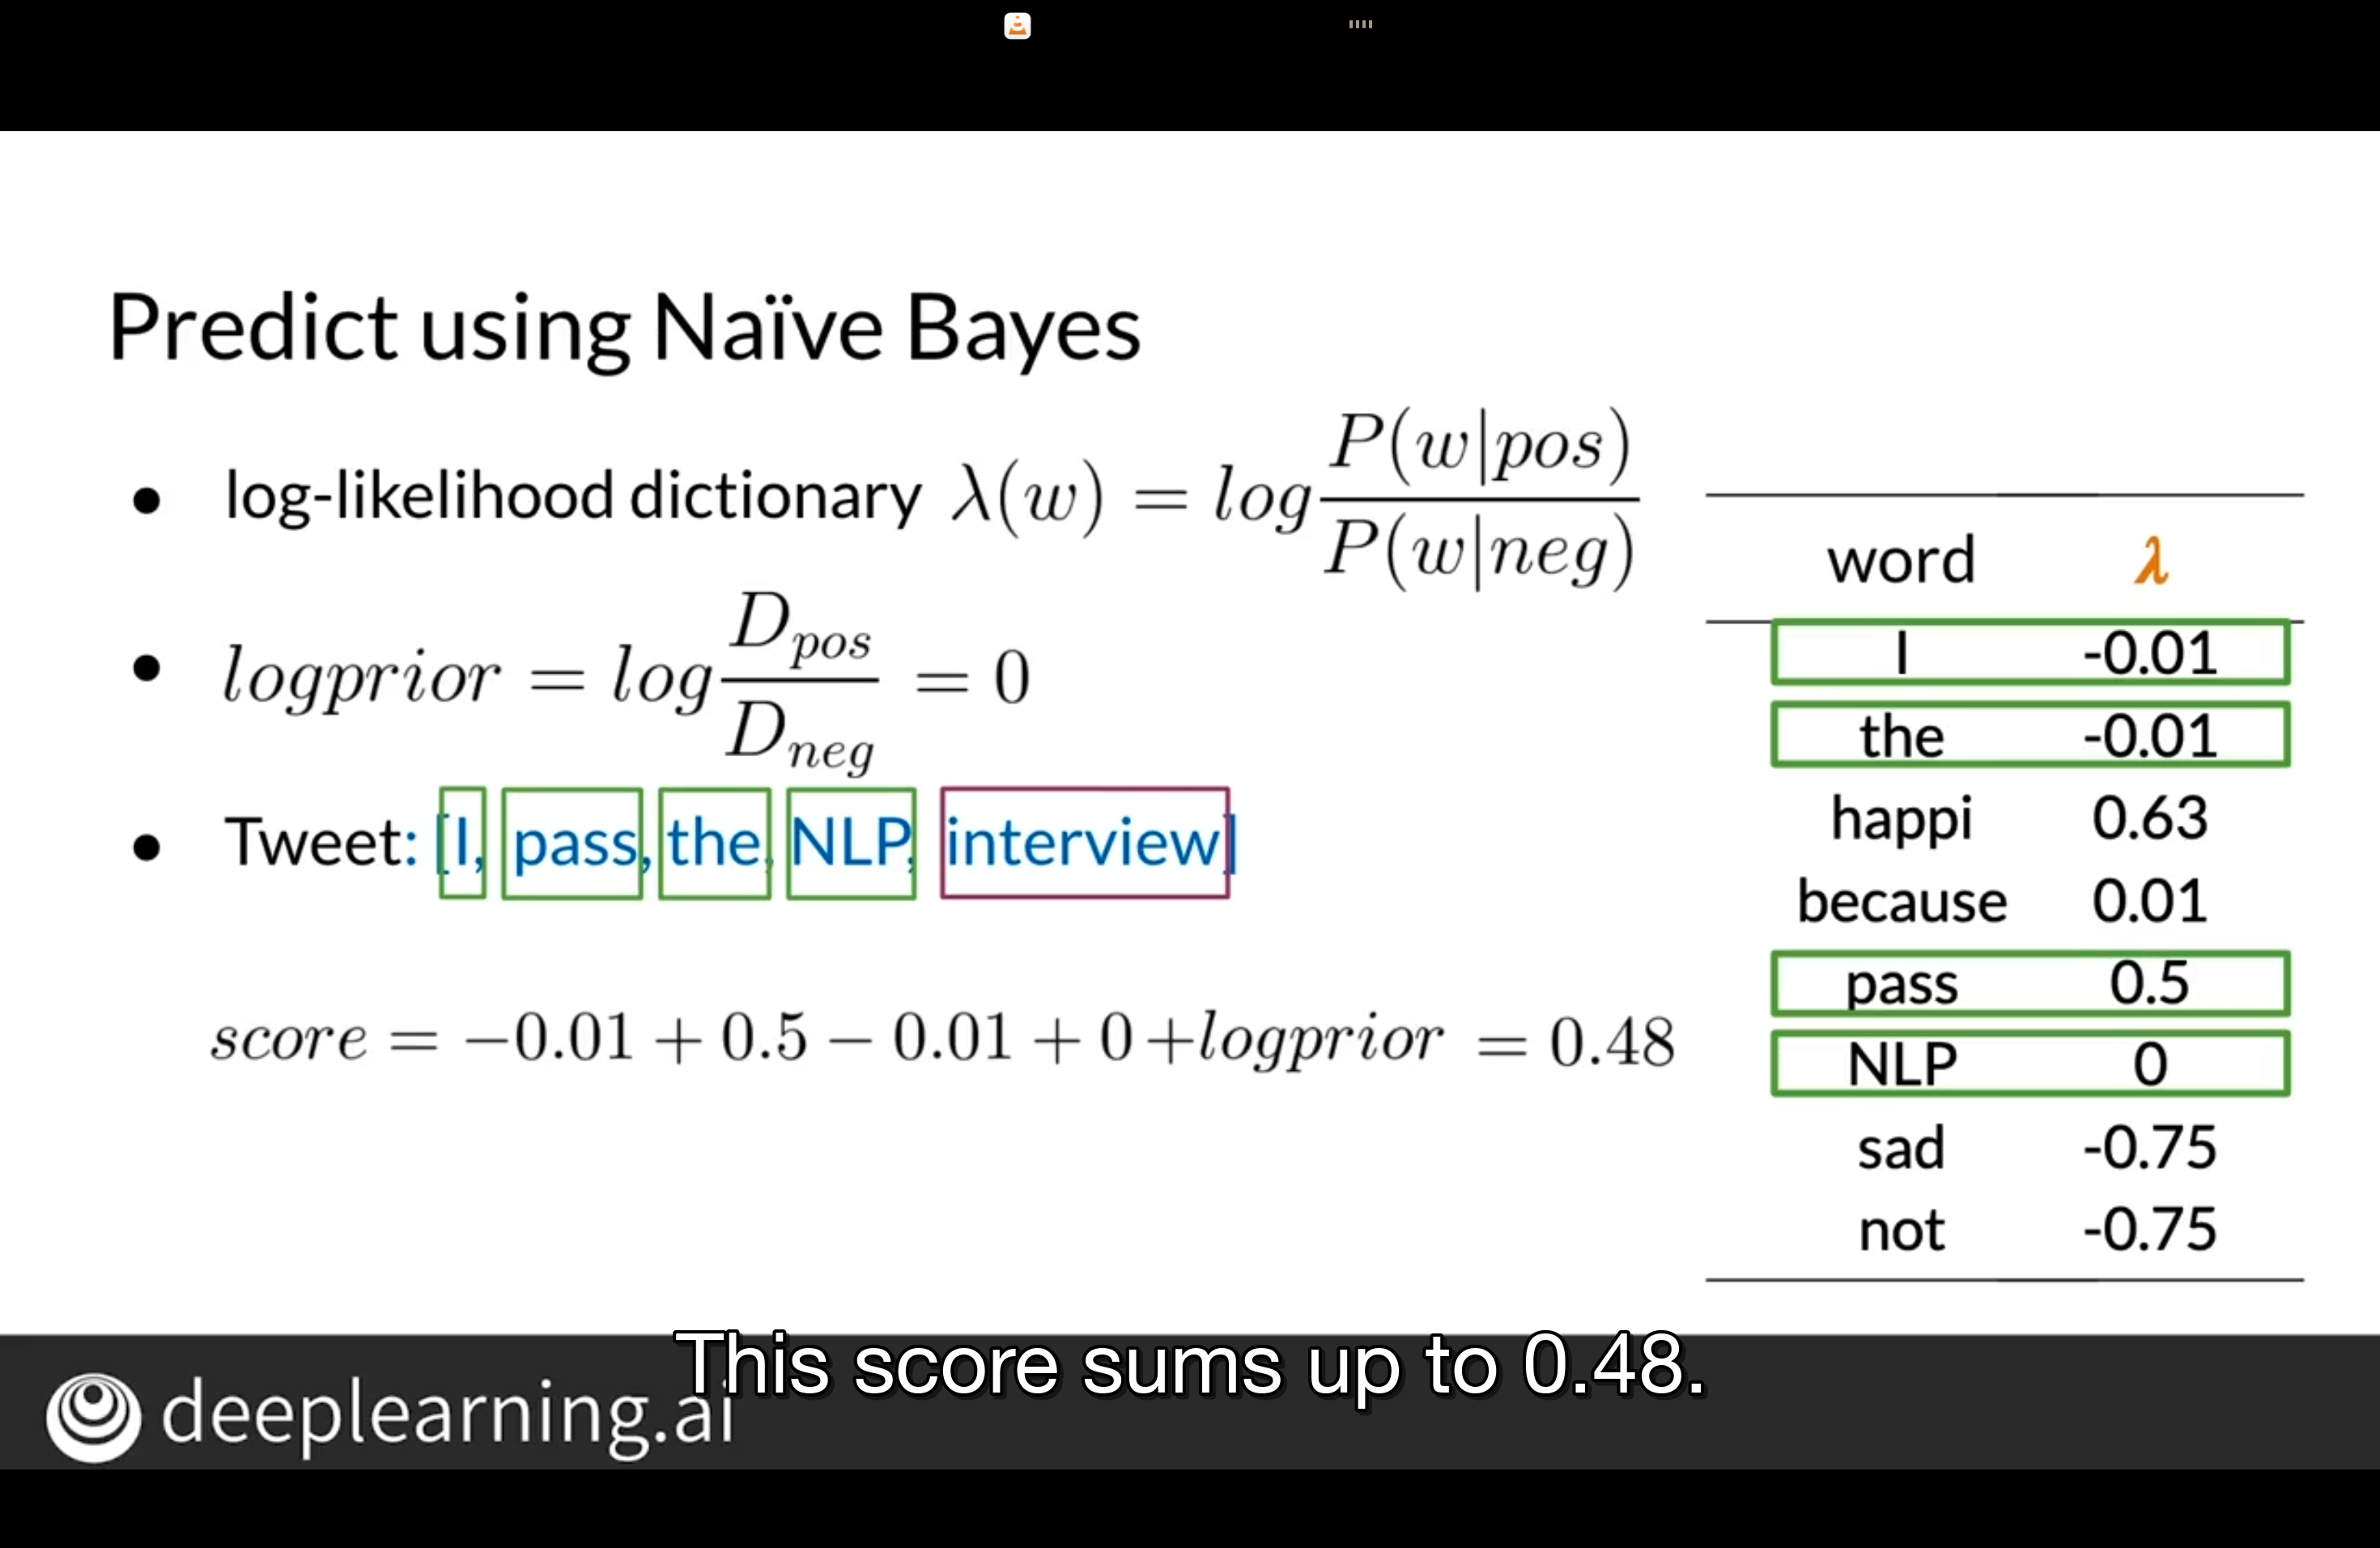 Predict using Naïve Bayes
• log-likelihood dictionary λ(w) = log P(w|pos) / P(w|neg)
• logprior = log D_pos / D_neg = 0
• Tweet: [I, pass, the, NLP, interview]
score = −0.01 + 0.5 − 0.01 + 0 + logprior = 0.48
word λ
I -0.01
the -0.01
happi 0.63
because 0.01
pass 0.5
NLP 0
sad -0.75
not -0.75
This score sums up to 0.48.
deeplearning.ai